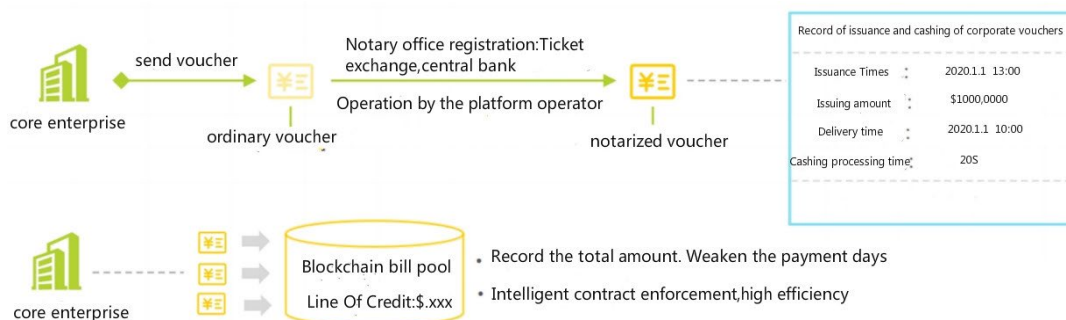 core enterprise
send voucher
¥
ordinary voucher
Notary office registration:Ticket
exchange,central bank
Operation by the platform operator
¥
notarized voucher
Record of issuance and cashing of corporate vouchers
Issuance Times : 2020.1.1 13:00
Issuing amount : $1000,0000
Delivery time : 2020.1.1 10:00
Cashing processing time: 20S
core enterprise
¥
¥
¥
Blockchain bill pool
Line Of Credit:$.xxx
• Record the total amount. Weaken the payment days
• Intelligent contract enforcement,high efficiency